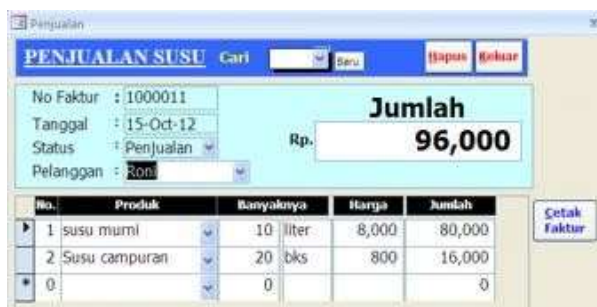 Penjualan
PENJUALAN SUSU Cari Baru Hapus Keluar
No Faktur : 1000011
Tanggal : 15-Oct-12
Status : Penjualan
Pelanggan : Roni
Jumlah
Rp. 96,000
No. Produk Banyaknya Harga Jumlah
1 susu murni 10 liter 8,000 80,000
2 Susu campuran 20 bks 800 16,000
0 0 0
Cetak
Faktur